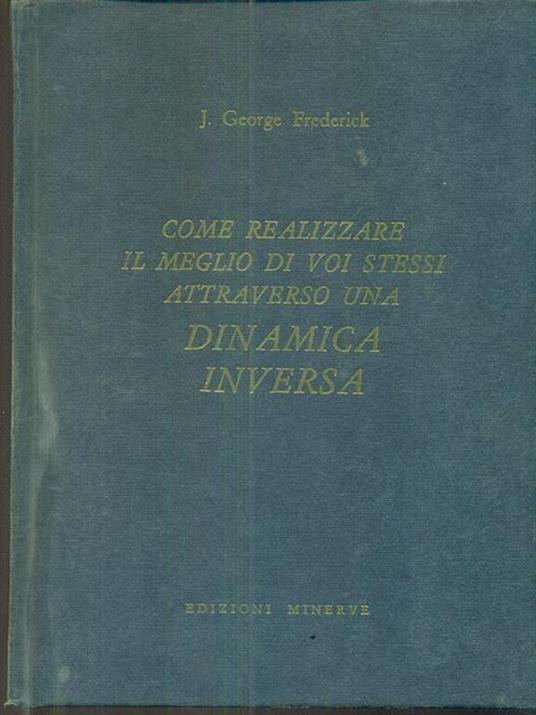 J. George Frederick
COME REALIZZARE
IL MEGLIO DI VOI STESSI
ATTRAVERSO UNA
DINAMICA
INVERSA
EDIZIONI MINERVE